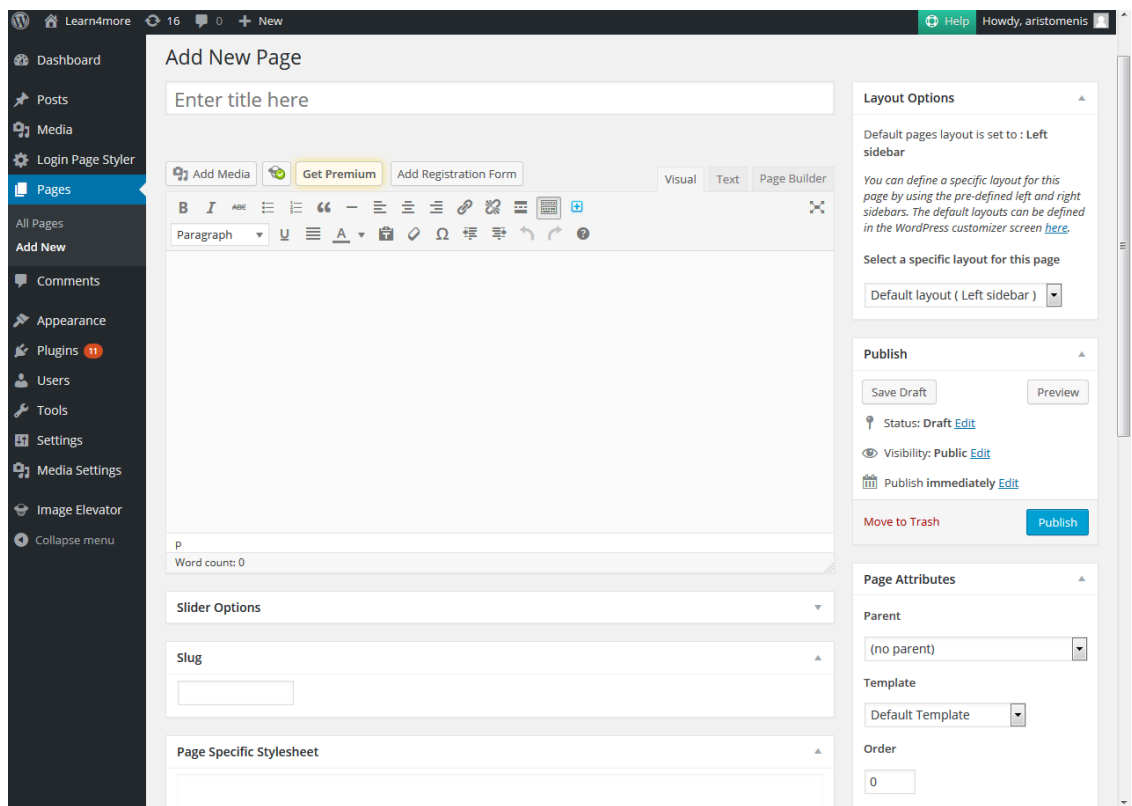 Learn4more 16 0 New Help Howdy, aristomenis
Dashboard
Posts
Media
Login Page Styler
Pages
All Pages
Add New
Comments
Appearance
Plugins 11
Users
Tools
Settings
Media Settings
Image Elevator
Collapse menu
Add New Page
Enter title here
Add Media Get Premium Add Registration Form
Visual Text Page Builder
B I ABC
Paragraph U A Ω
p
Word count: 0
Slider Options
Slug
Page Specific Stylesheet
Layout Options
Default pages layout is set to : Left
sidebar
You can define a specific layout for this
page by using the pre-defined left and right
sidebars. The default layouts can be defined
in the WordPress customizer screen here.
Select a specific layout for this page
Default layout ( Left sidebar )
Publish
Save Draft Preview
Status: Draft Edit
Visibility: Public Edit
Publish immediately Edit
Move to Trash Publish
Page Attributes
Parent
(no parent)
Template
Default Template
Order
0